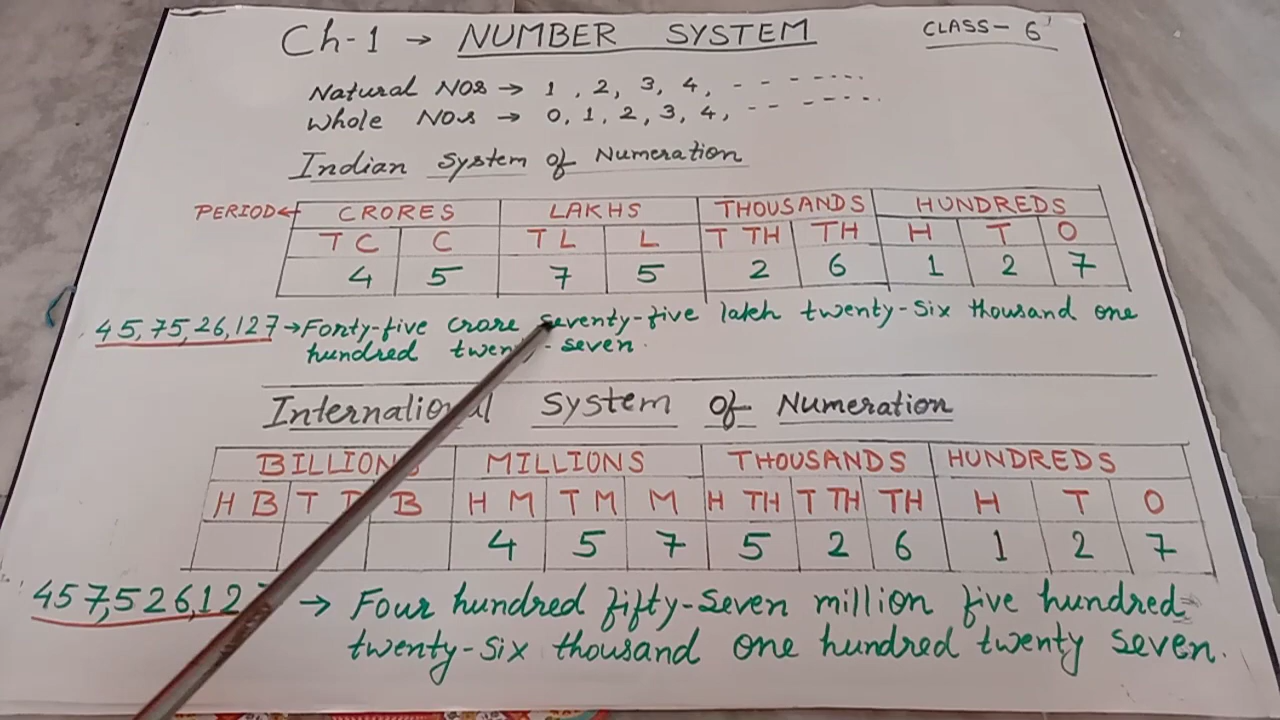 Ch-1 → NUMBER SYSTEM CLASS-6
Natural NOs → 1, 2, 3, 4, - - - - - - - -
Whole NOs → 0, 1, 2, 3, 4, - - - - - - - -
Indian System of Numeration
PERIOD← CRORES LAKHS THOUSANDS HUNDREDS
T C C T L L T TH TH H T O
4 5 7 5 2 6 1 2 7
45,75,26,127→Forty-five crore seventy-five lakh twenty-six thousand one
hundred seven.
System of Numeration
MILLIONS THOUSANDS HUNDREDS
H B T B H M T M M H TH T TH TH H T O
4 5 7 5 2 6 1 2 7
457,526,12 → Four hundred fifty-seven million five hundred
twenty-six thousand one hundred twenty seven.